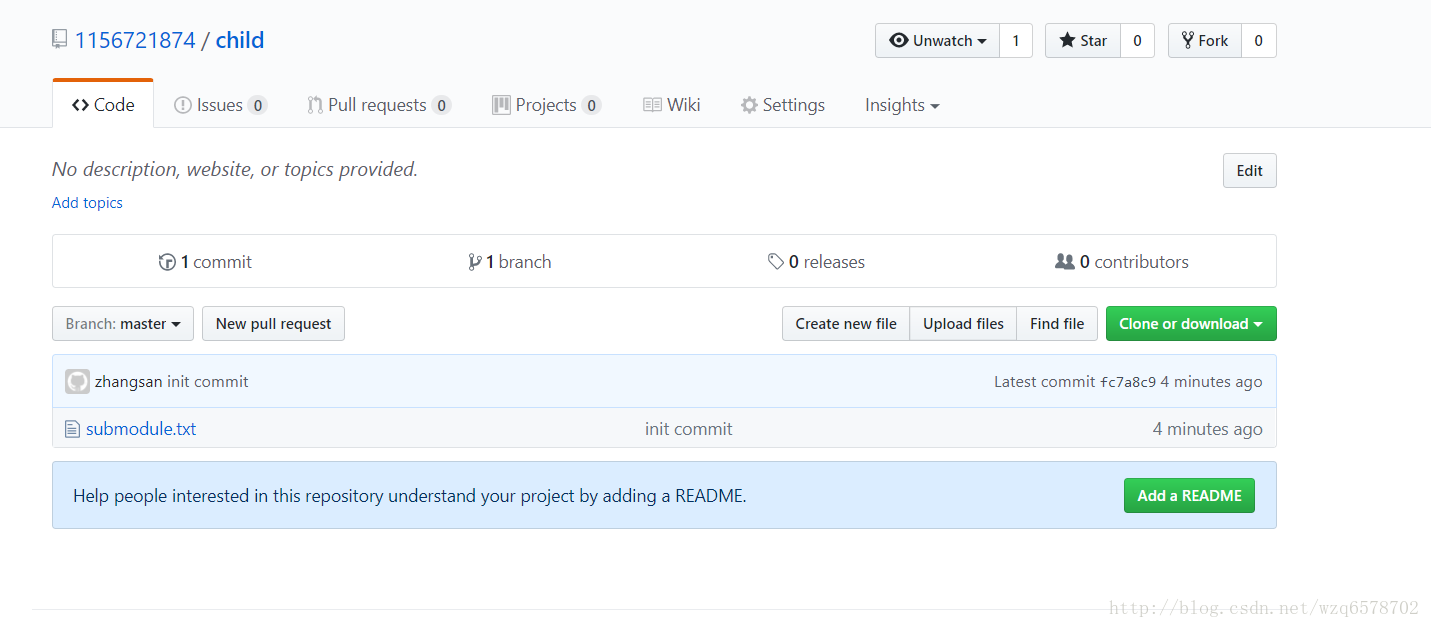 1156721874 / child Unwatch 1 Star 0 Fork 0
Code Issues 0 Pull requests 0 Projects 0 Wiki Settings Insights
No description, website, or topics provided. Edit
Add topics
1 commit 1 branch 0 releases 0 contributors
Branch: master New pull request Create new file Upload files Find file Clone or download
zhangsan init commit Latest commit fc7a8c9 4 minutes ago
submodule.txt init commit 4 minutes ago
Help people interested in this repository understand your project by adding a README. Add a README
http://blog.csdn.net/wzq6578702